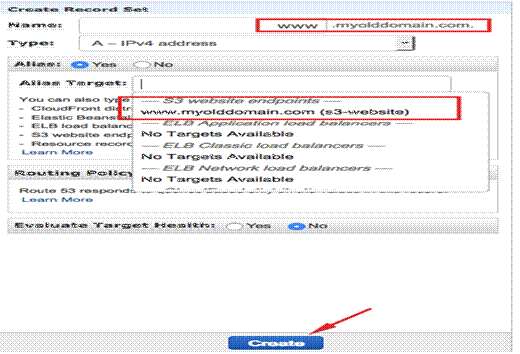 Create Record Set
Name: www .myolddomain.com.
Type: A – IPv4 address
Alias: Yes No
Alias Target:
You can also type
- CloudFront dist
- Elastic Beanstal
- ELB load balanc
- S3 website endp
- Resource record
Learn More
— S3 website endpoints —
www.myolddomain.com (s3-website)
— ELB Application load balancers —
No Targets Available
— ELB Classic load balancers —
No Targets Available
— ELB Network load balancers —
No Targets Available
Routing Policy
Route 53 responds
Learn More
Evaluate Target Health: Yes No
Create